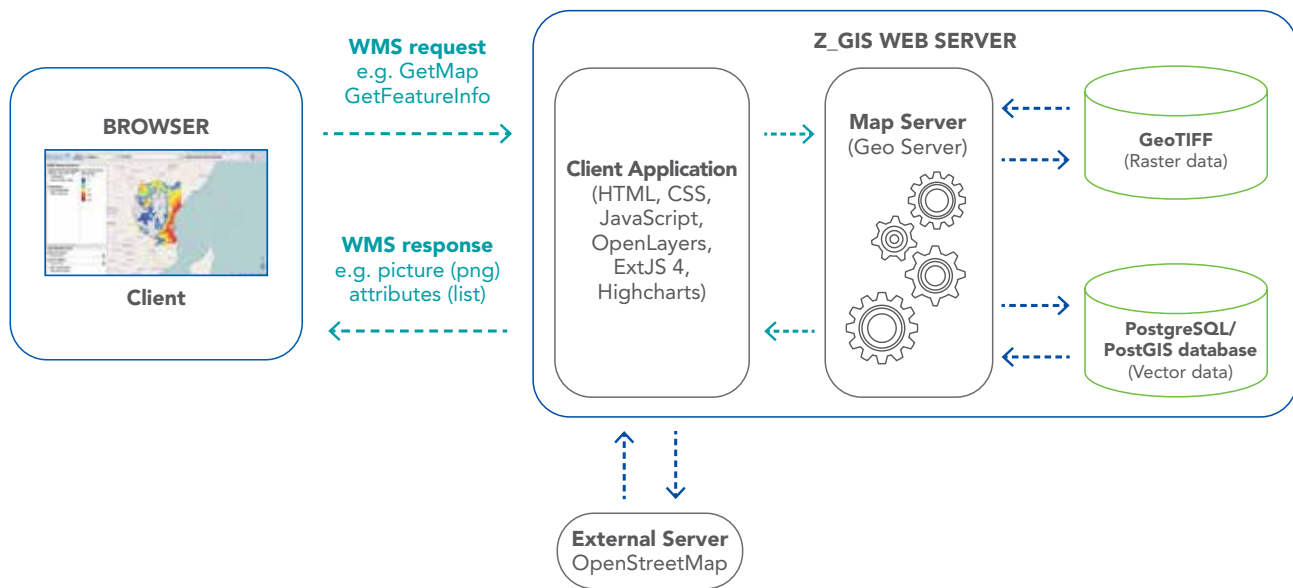 BROWSER
Client
WMS request
e.g. GetMap
GetFeatureInfo
WMS response
e.g. picture (png)
attributes (list)
Z_GIS WEB SERVER
Client Application
(HTML, CSS,
JavaScript,
OpenLayers,
ExtJS 4,
Highcharts)
Map Server
(Geo Server)
GeoTIFF
(Raster data)
PostgreSQL/
PostGIS database
(Vector data)
External Server
OpenStreetMap